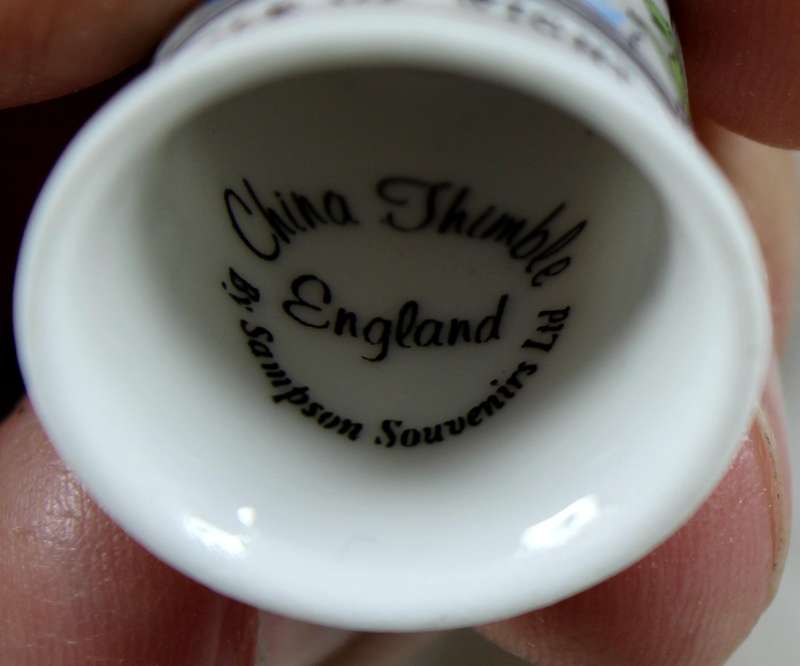 China Thimble
England
By Sampson Souvenirs Ltd